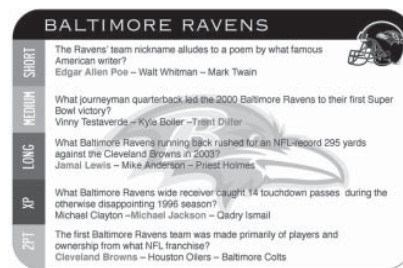 BALTIMORE RAVENS
SHORT
The Ravens' team nickname alludes to a poem by what famous
American writer?
Edgar Allen Poe – Walt Whitman – Mark Twain
MEDIUM
What journeyman quarterback led the 2000 Baltimore Ravens to their first Super
Bowl victory?
Vinny Testaverde – Kyle Boller –Trent Dilfer
LONG
What Baltimore Ravens running back rushed for an NFL-record 295 yards
against the Cleveland Browns in 2003?
Jamal Lewis – Mike Anderson – Priest Holmes
XP
What Baltimore Ravens wide receiver caught 14 touchdown passes during the
otherwise disappointing 1996 season?
Michael Clayton –Michael Jackson – Qadry Ismail
2PT
The first Baltimore Ravens team was made primarily of players and
ownership from what NFL franchise?
Cleveland Browns – Houston Oilers – Baltimore Colts